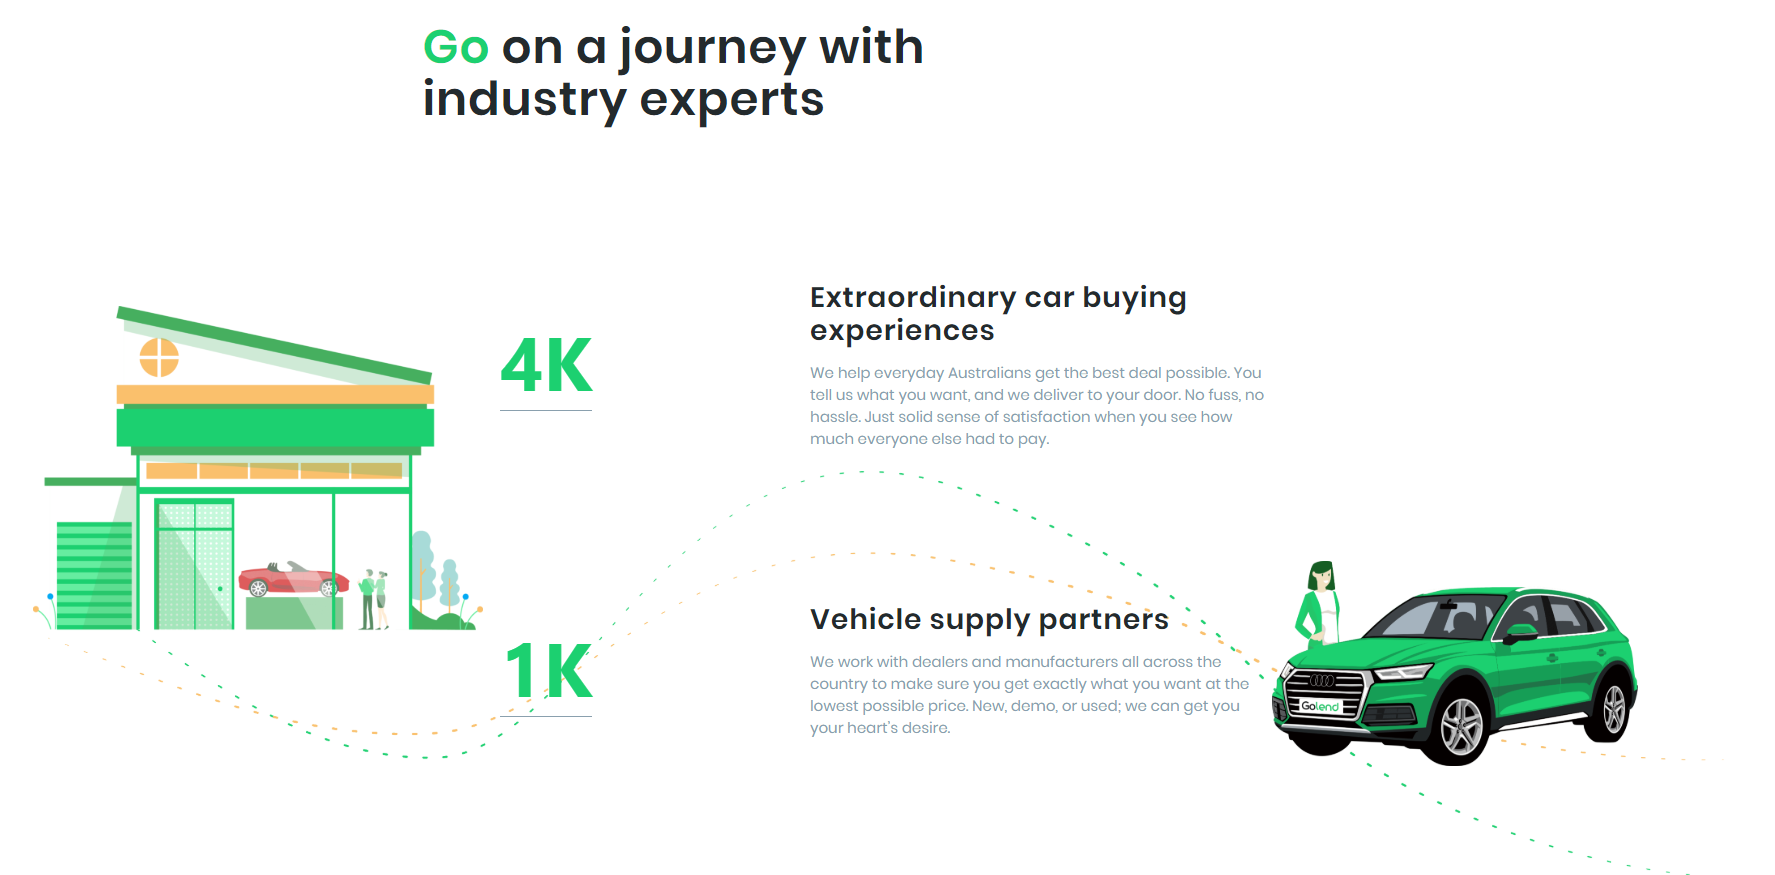 Go on a journey with
industry experts
4K
Extraordinary car buying
experiences
We help everyday Australians get the best deal possible. You
tell us what you want, and we deliver to your door. No fuss, no
hassle. Just solid sense of satisfaction when you see how
much everyone else had to pay.
1K
Vehicle supply partners
We work with dealers and manufacturers all across the
country to make sure you get exactly what you want at the
lowest possible price. New, demo, or used; we can get you
your heart's desire.
Golend